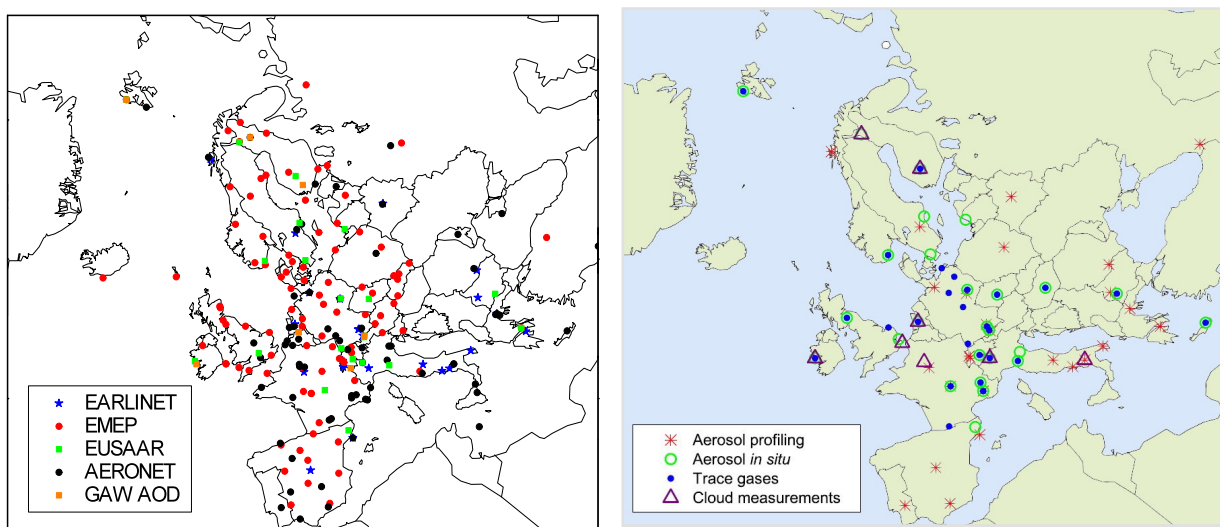 EARLINET
EMEP
EUSAAR
AERONET
GAW AOD
Aerosol profiling
Aerosol in situ
Trace gases
Cloud measurements